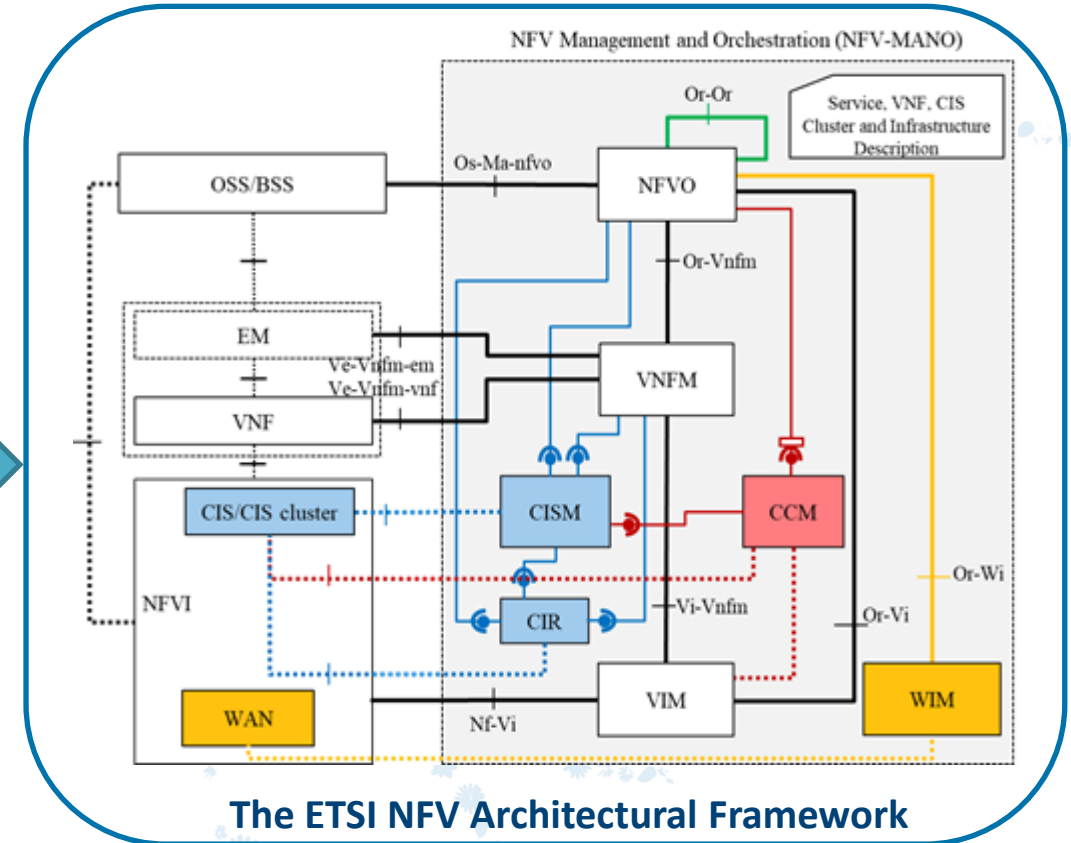 NFV Management and Orchestration (NFV-MANO)
Or-Or
Service, VNF, CIS
Cluster and Infrastructure
Description
OSS/BSS
Os-Ma-nfvo
NFVO
Or-Vnfm
EM
Ve-Vnfm-em
Ve-Vnfm-vnf
VNFM
VNF
CIS/CIS cluster
CISM
CCM
NFVI
CIR
Vi-Vnfm
Or-Wi
Or-Vi
WAN
Nf-Vi
VIM
WIM
The ETSI NFV Architectural Framework